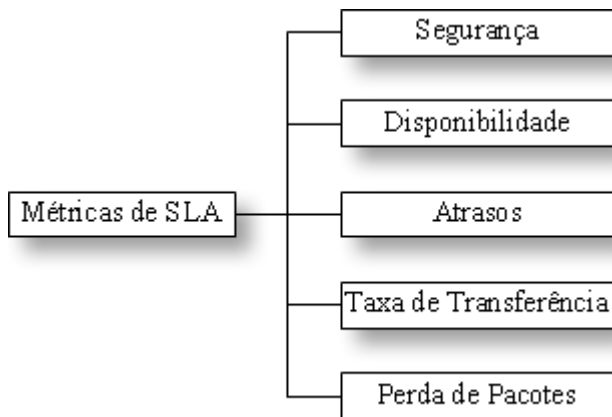 Segurança
Disponibilidade
Métricas de SLA
Atrasos
Taxa de Transferência
Perda de Pacotes